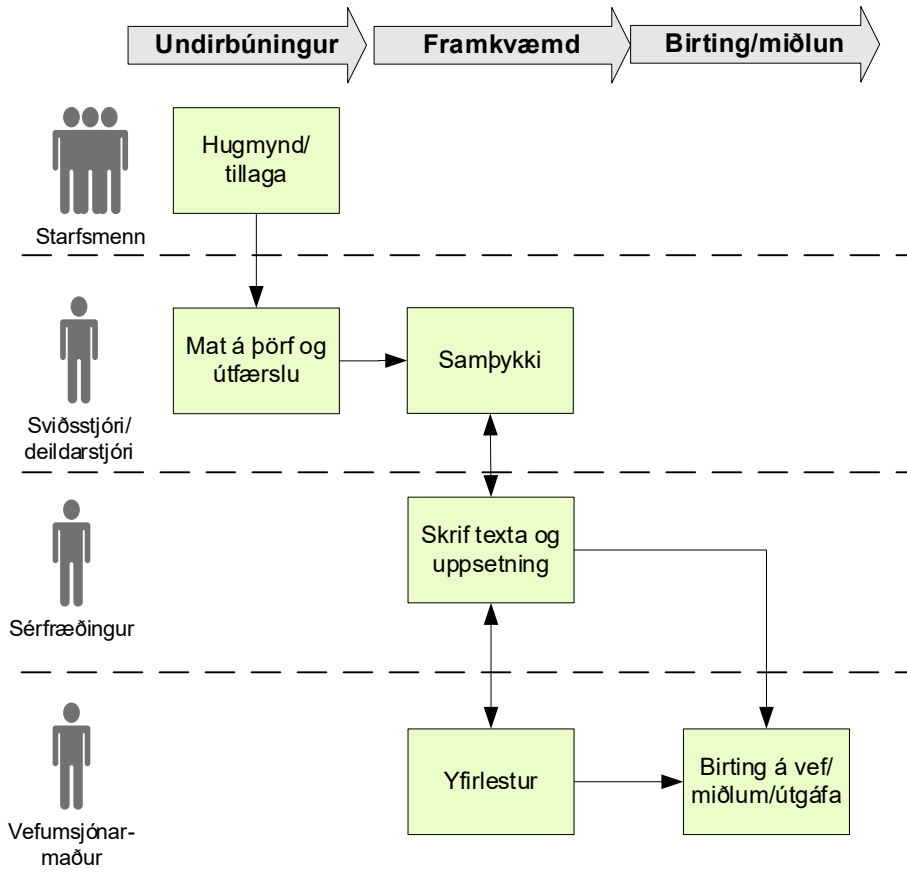 Undirbúningur
Framkvæmd
Birting/miðlun
Hugmynd/
tillaga
Starfsmenn
Mat á þörf og
útfærslu
Samþykki
Sviðsstjóri/
deildarstjóri
Skrif texta og
uppsetning
Sérfræðingur
Yfirlestur
Birting á vef/
miðlum/útgáfa
Vefumsjónar-
maður